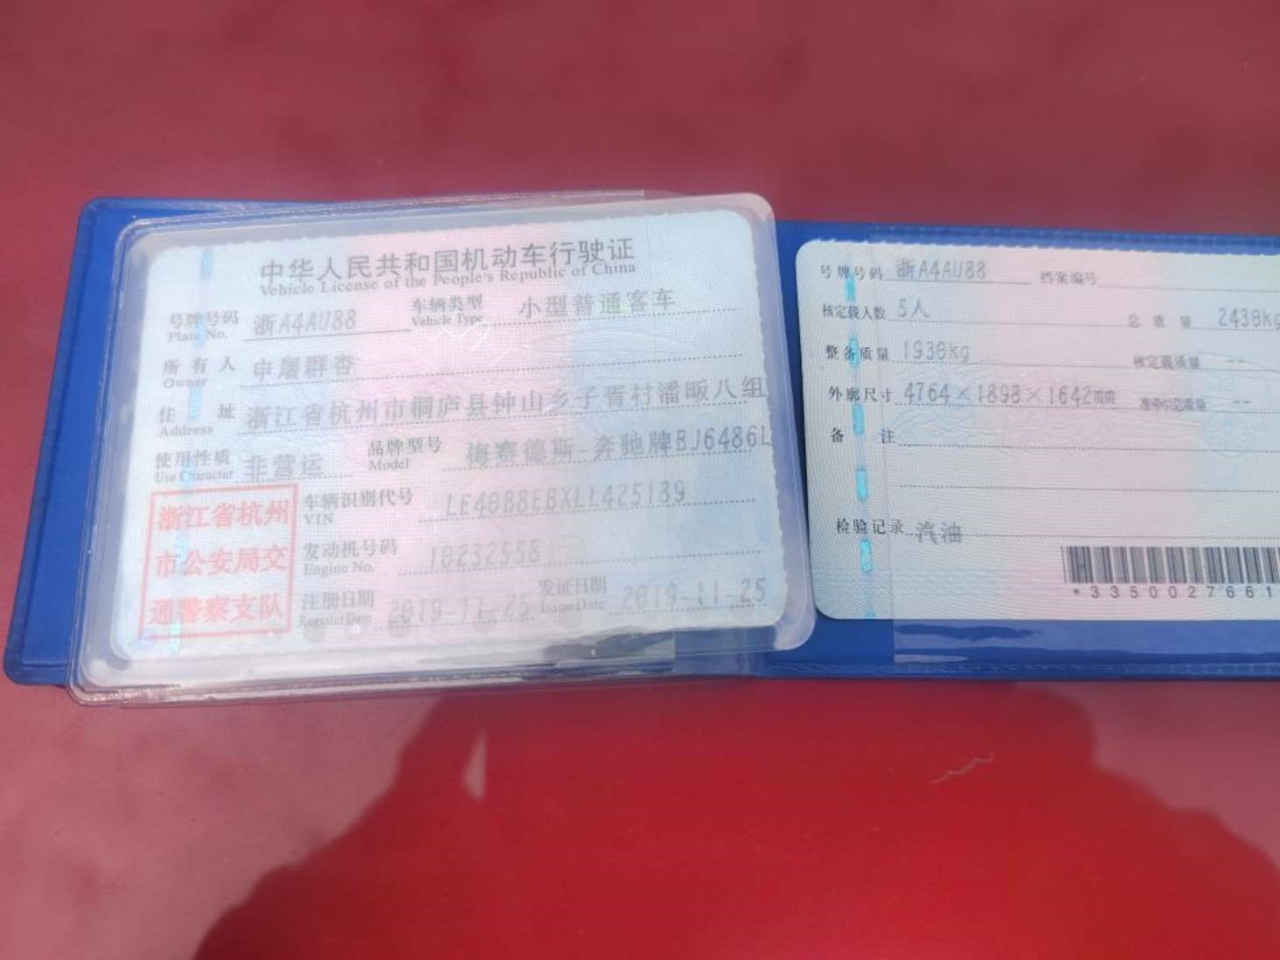 中华人民共和国机动车行驶证
Vehicle License of the People's Republic of China
号牌号码 浙A4AU88 车辆类型 小型普通客车
Plate No. Vehicle Type
所有人 申屠群杏
Owner
住址 浙江省杭州市桐庐县钟山乡子胥村潘畈八组
Address
使用性质 非营运 品牌型号 梅赛德斯-奔驰牌BJ6486L
Use Character Model
浙江省杭州
市公安局交
通警察支队
车辆识别代号 LE40B8EBXLL425189
VIN
发动机号码 10232558
Engine No.
注册日期 2019-11-25 发证日期 2019-11-25
Register Date Issue Date
号牌号码 浙A4AU88 档案编号
核定载人数 5人 总质量 2430kg
整备质量 1930kg 核定载质量 --
外廓尺寸 4764×1898×1642mm 准牵引总质量 --
备注
检验记录 汽油
*3350027661